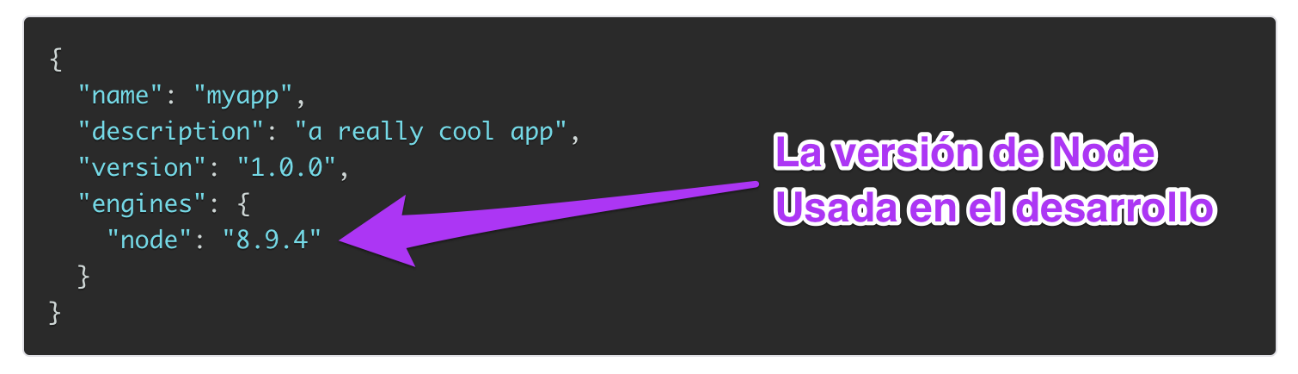 {
"name": "myapp",
"description": "a really cool app",
"version": "1.0.0",
"engines": {
"node": "8.9.4"
}
}
La versión de Node
Usada en el desarrollo